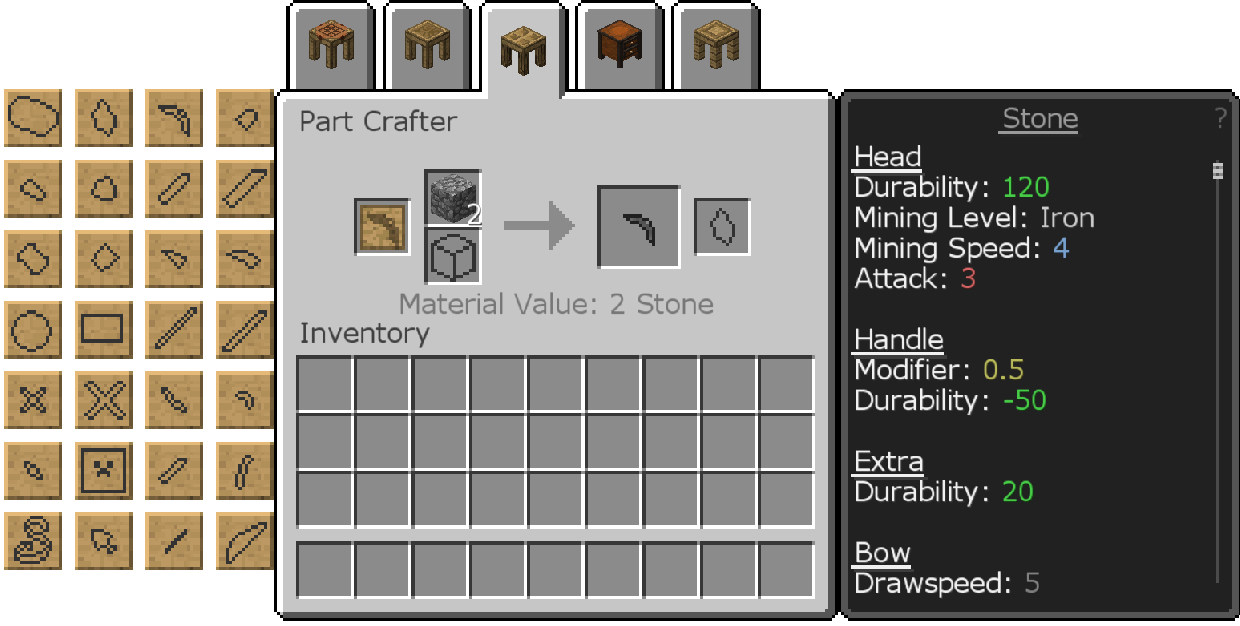 Part Crafter
2
Material Value: 2 Stone
Inventory
Stone
?
Head
Durability: 120
Mining Level: Iron
Mining Speed: 4
Attack: 3
Handle
Modifier: 0.5
Durability: -50
Extra
Durability: 20
Bow
Drawspeed: 5